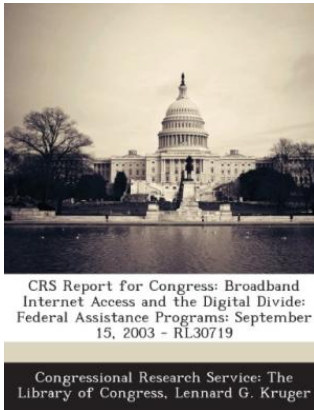 CRS Report for Congress: Broadband
Internet Access and the Digital Divide:
Federal Assistance Programs: September
15, 2003 - RL30719
Congressional Research Service: The
Library of Congress, Lennard G. Kruger